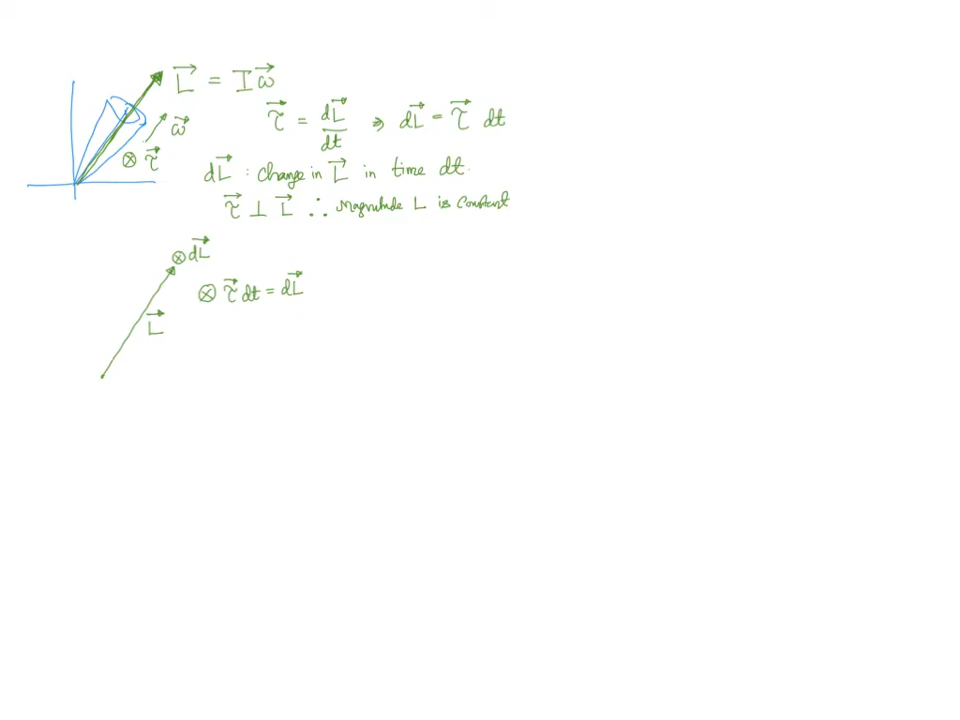 L⃗ = Iω⃗
ω⃗
τ⃗ = dL⃗/dt ⇒ dL⃗ = τ⃗ dt
⊗ τ⃗
dL⃗ : Change in L⃗ in time dt.
τ⃗ ⊥ L⃗ ∴ Magnitude L is constant
⊗ dL⃗
⊗ τ⃗ dt = dL⃗
L⃗